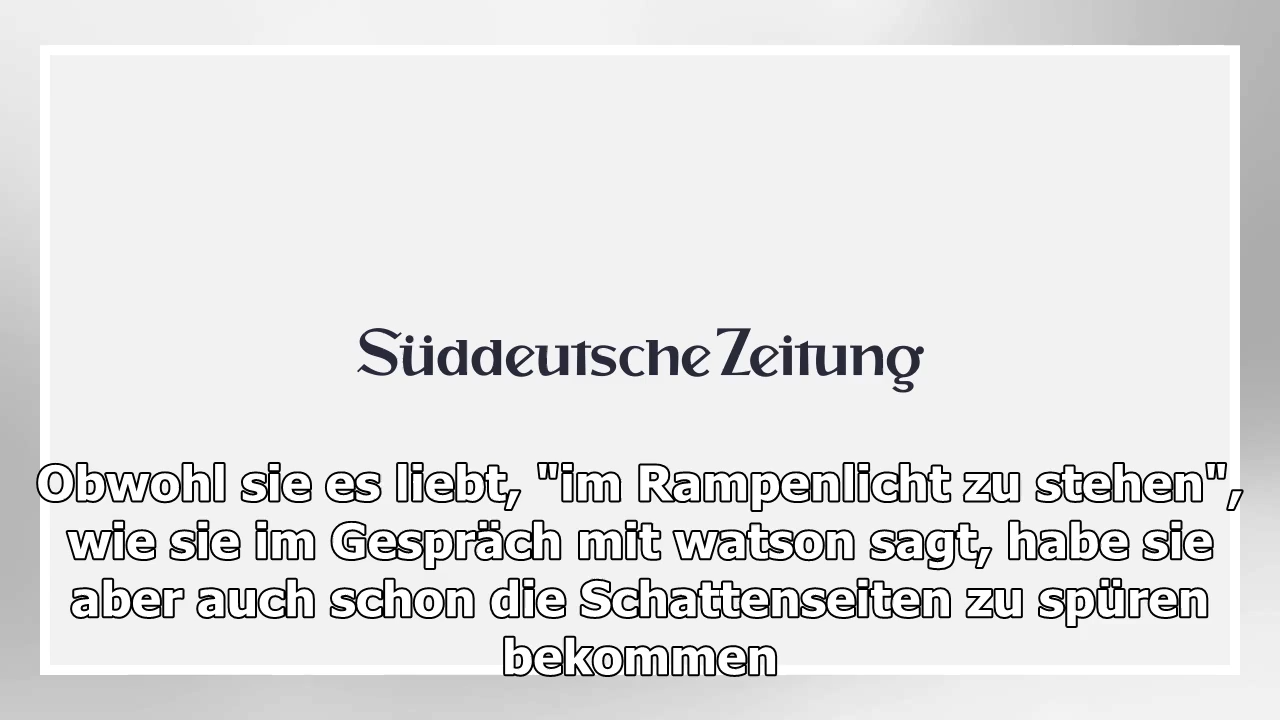 Süddeutsche Zeitung
Obwohl sie es liebt, "im Rampenlicht zu stehen",
wie sie im Gespräch mit watson sagt, habe sie
aber auch schon die Schattenseiten zu spüren
bekommen